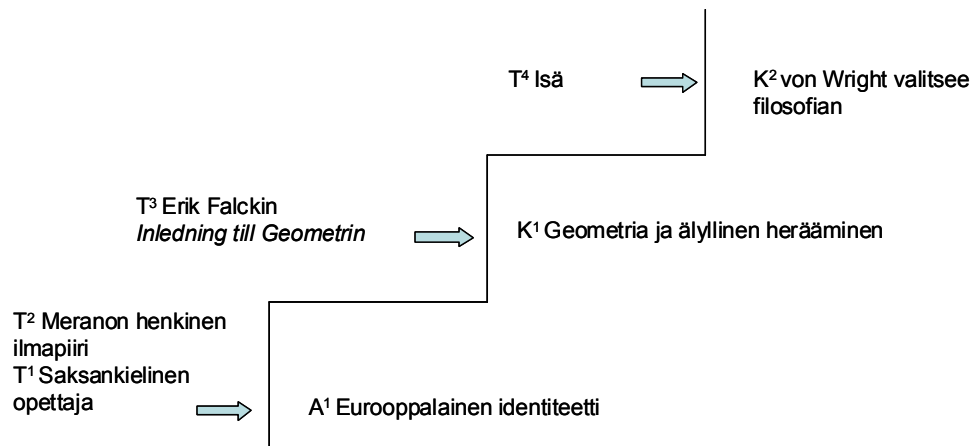 T⁴ Isä
K² von Wright valitsee
filosofian
T³ Erik Falckin
Inledning till Geometrin
K¹ Geometria ja älyllinen herääminen
T² Meranon henkinen
ilmapiiri
T¹ Saksankielinen
opettaja
A¹ Eurooppalainen identiteetti